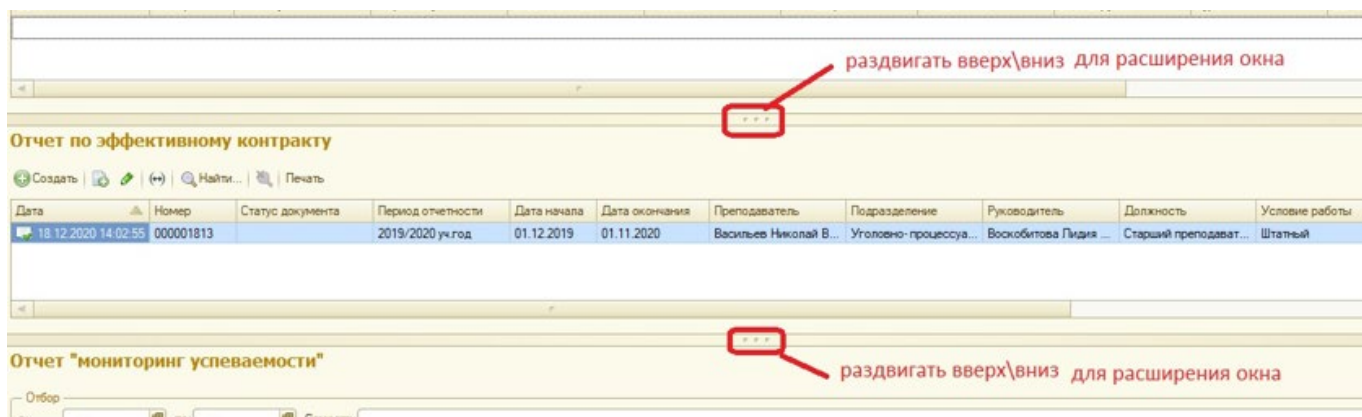 раздвигать вверх\вниз для расширения окна
Отчет по эффективному контракту
Создать Найти... Печать
Дата Номер Статус документа Период отчетности Дата начала Дата окончания Преподаватель Подразделение Руководитель Должность Условие работы
18.12.2020 14:02:55 000001813 2019/2020 уч.год 01.12.2019 01.11.2020 Васильев Николай В... Уголовно-процессуа... Воскобитова Лидия ... Старший преподават... Штатный
Отчет "мониторинг успеваемости"
раздвигать вверх\вниз для расширения окна
Отбор